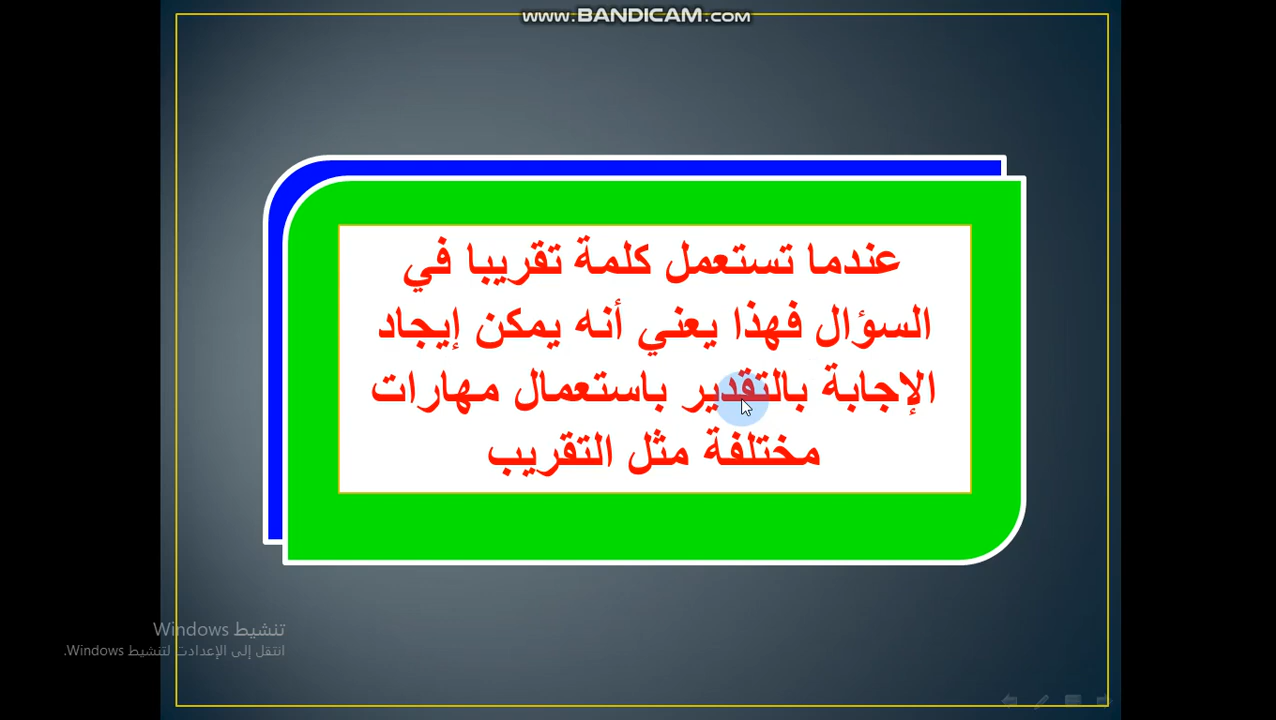 www.BANDICAM.com
عندما تستعمل كلمة تقريبا في
السؤال فهذا يعني أنه يمكن إيجاد
الإجابة بالتقدير باستعمال مهارات
مختلفة مثل التقريب
تنشيط Windows
انتقل إلى الإعدادت لتنشيط Windows.